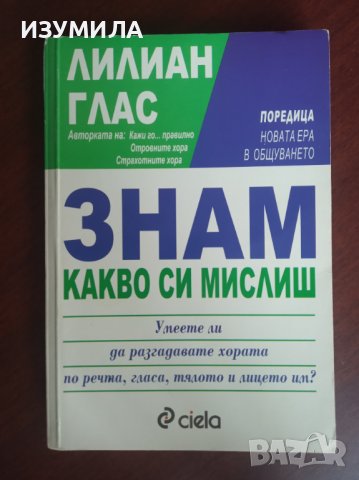 ИЗУМИЛА
ЛИЛИАН
ГЛАС
Авторката на: Кажи го... правилно
Отровните хора
Страхотните хора
ПОРЕДИЦА
НОВАТА ЕРА
В ОБЩУВАНЕТО
ЗНАМ
КАКВО СИ МИСЛИШ
Умеете ли
да разгадавате хората
по речта, гласа, тялото и лицето им?
ciela
BAZAR